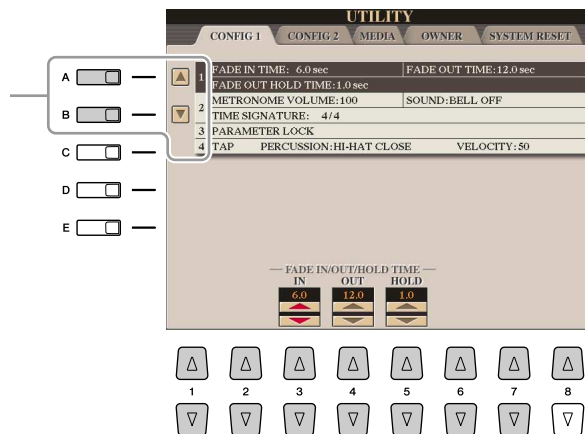 UTILITY
CONFIG 1 CONFIG 2 MEDIA OWNER SYSTEM RESET
A
1 FADE IN TIME: 6.0 sec FADE OUT TIME:12.0 sec
FADE OUT HOLD TIME:1.0 sec
B
2 METRONOME VOLUME:100 SOUND:BELL OFF
TIME SIGNATURE: 4/4
3 PARAMETER LOCK
C
4 TAP PERCUSSION:HI-HAT CLOSE VELOCITY:50
D
E
FADE IN/OUT/HOLD TIME
IN OUT HOLD
6.0 12.0 1.0
1 2 3 4 5 6 7 8